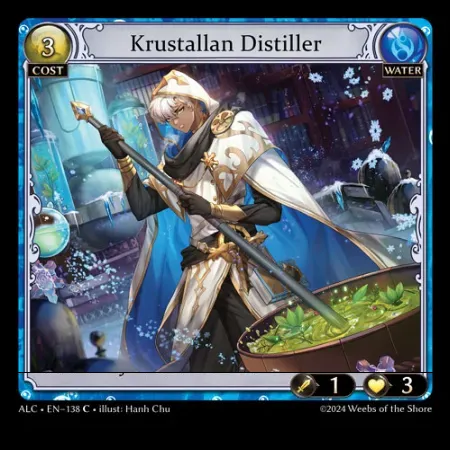 3
Krustallan Distiller
COST
WATER
1
3
ALC • EN-138 C • illust: Hanh Chu
©2024 Weebs of the Shore